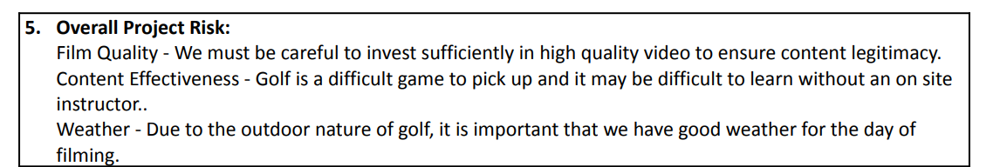 5. Overall Project Risk:
Film Quality - We must be careful to invest sufficiently in high quality video to ensure content legitimacy.
Content Effectiveness - Golf is a difficult game to pick up and it may be difficult to learn without an on site
instructor..
Weather - Due to the outdoor nature of golf, it is important that we have good weather for the day of
filming.